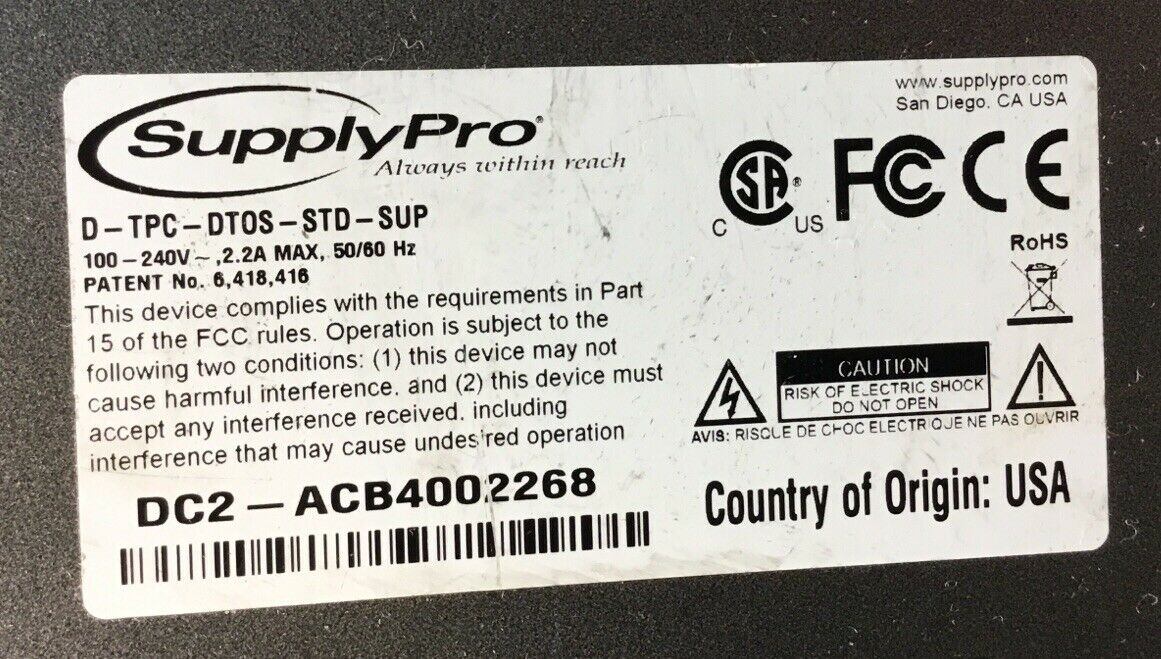 SupplyPro®
Always within reach
D-TPC-DTOS-STD-SUP
100-240V~,2.2A MAX, 50/60 Hz
PATENT No. 6,418,416
This device complies with the requirements in Part
15 of the FCC rules. Operation is subject to the
following two conditions: (1) this device may not
cause harmful interference. and (2) this device must
accept any interference received. including
interference that may cause undes'red operation
DC2-ACB4002268
www.supplypro.com
San Diego. CA USA
C SA® US FCC CE
RoHS
CAUTION
RISK OF ELECTRIC SHOCK
DO NOT OPEN
AVIS: RISQUE DE CHOC ELECTRIQUE NE PAS OUVRIR
Country of Origin: USA